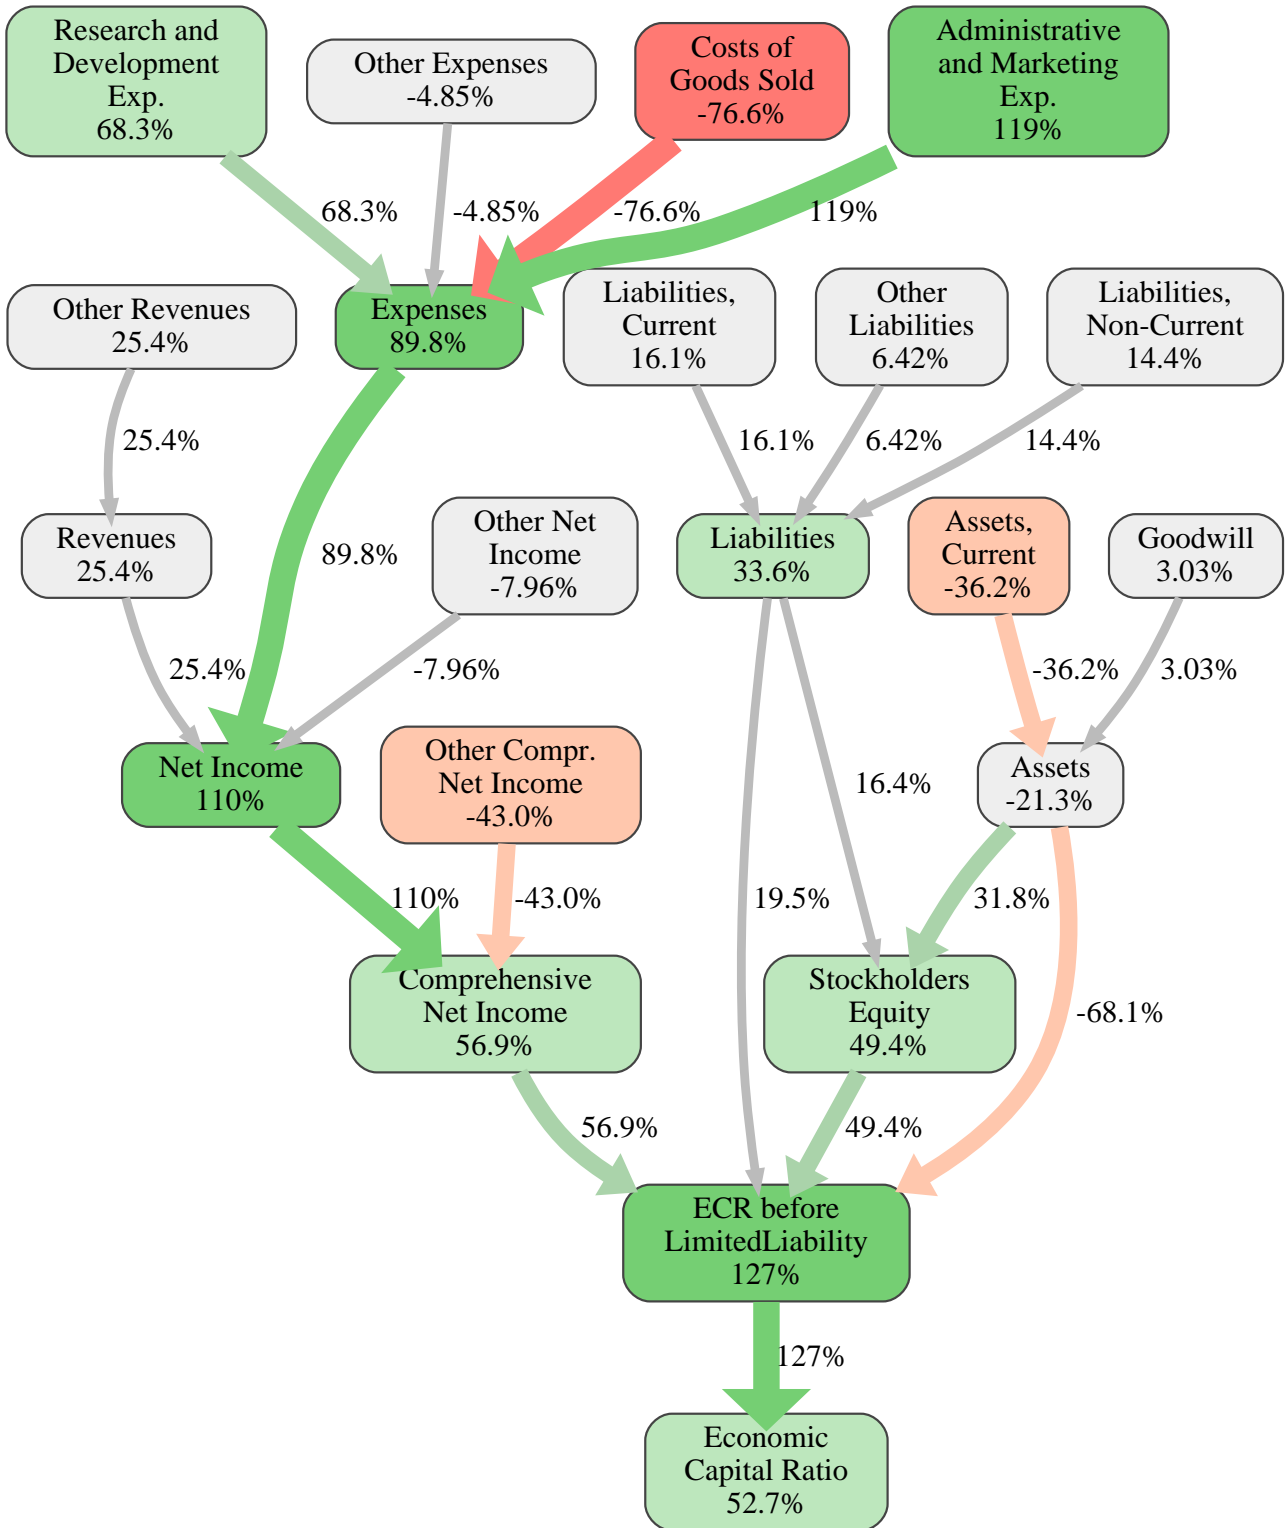 Research and
Development
Exp.
68.3%
Other Expenses
-4.85%
Costs of
Goods Sold
-76.6%
Administrative
and Marketing
Exp.
119%
68.3%
-4.85%
-76.6%
119%
Other Revenues
25.4%
Expenses
89.8%
Liabilities,
Current
16.1%
Other
Liabilities
6.42%
Liabilities,
Non-Current
14.4%
25.4%
16.1%
6.42%
14.4%
Revenues
25.4%
89.8%
Other Net
Income
-7.96%
Liabilities
33.6%
Assets,
Current
-36.2%
Goodwill
3.03%
25.4%
-7.96%
-36.2%
3.03%
Net Income
110%
Other Compr.
Net Income
-43.0%
16.4%
Assets
-21.3%
110%
-43.0%
19.5%
31.8%
Comprehensive
Net Income
56.9%
Stockholders
Equity
49.4%
-68.1%
56.9%
49.4%
ECR before
LimitedLiability
127%
127%
Economic
Capital Ratio
52.7%